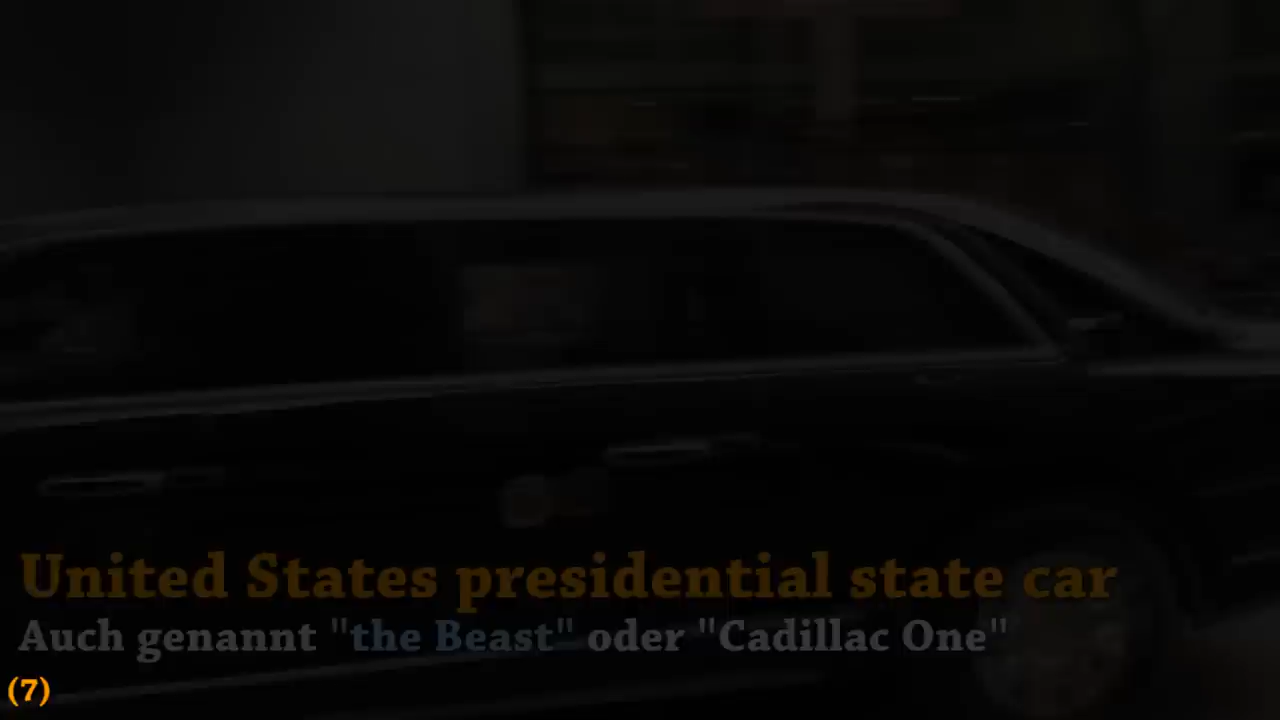 United States presidential state car
Auch genannt "the Beast" oder "Cadillac One"
(7)